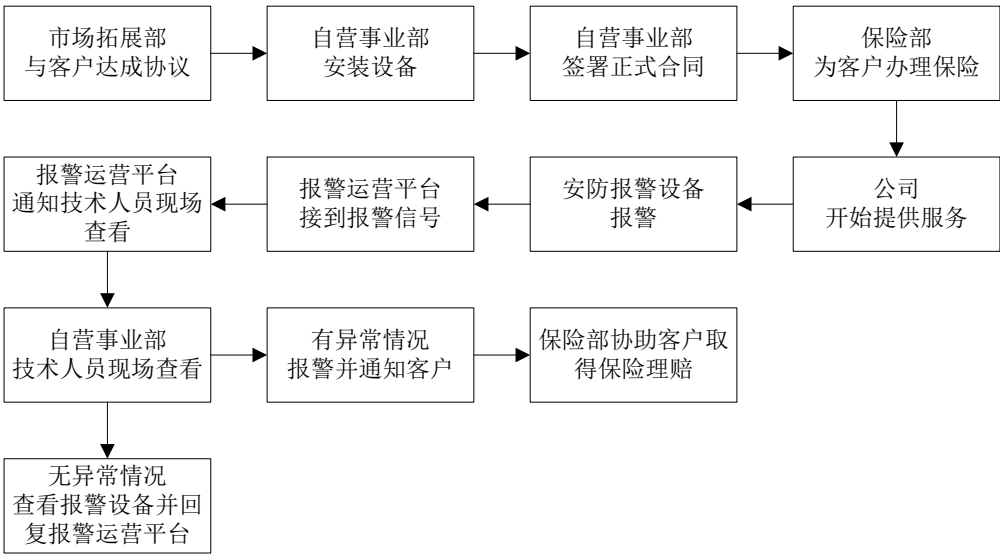 市场拓展部
与客户达成协议
自营事业部
安装设备
自营事业部
签署正式合同
保险部
为客户办理保险
公司
开始提供服务
安防报警设备
报警
报警运营平台
接到报警信号
报警运营平台
通知技术人员现场
查看
自营事业部
技术人员现场查看
有异常情况
报警并通知客户
保险部协助客户取
得保险理赔
无异常情况
查看报警设备并回
复报警运营平台